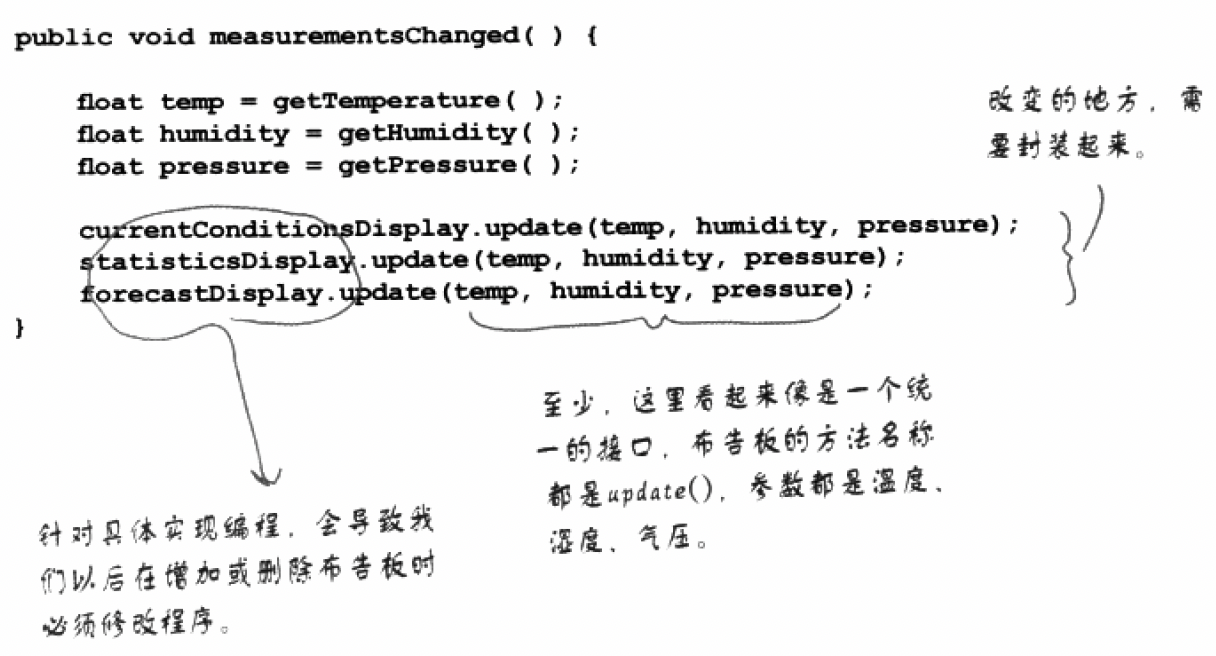 public void measurementsChanged( ) {
float temp = getTemperature( );
float humidity = getHumidity( );
float pressure = getPressure( );
改变的地方，需
要封装起来。
currentConditionsDisplay.update(temp, humidity, pressure);
statisticsDisplay.update(temp, humidity, pressure);
forecastDisplay.update(temp, humidity, pressure);
}
至少，这里看起来像是一个统
一的接口，布告板的方法名称
都是update()，参数都是温度、
湿度、气压。
针对具体实现编程，会导致我
们以后在增加或删除布告板时
必须修改程序。